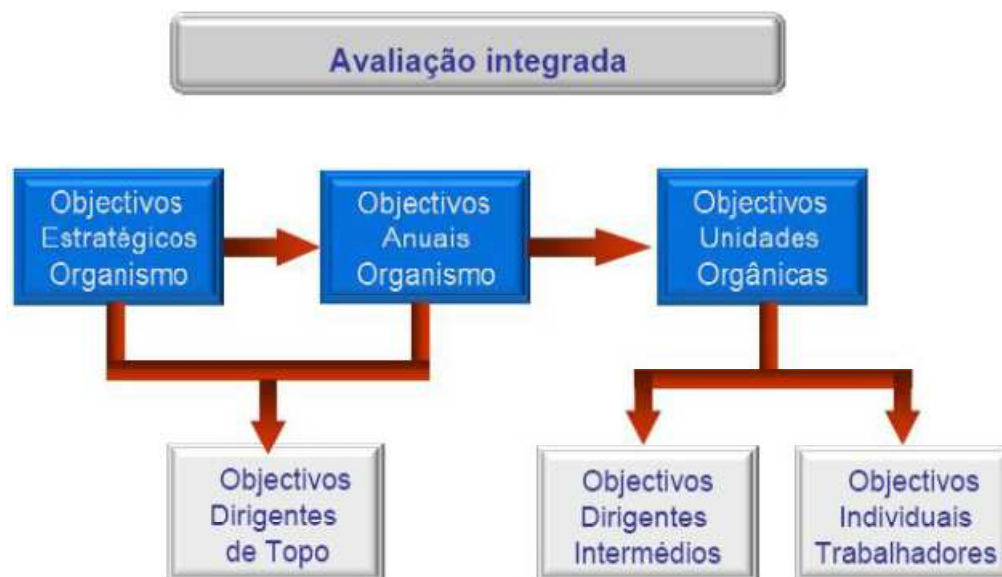 Avaliação integrada
Objectivos
Estratégicos
Organismo
Objectivos
Anuais
Organismo
Objectivos
Unidades
Orgânicas
Objectivos
Dirigentes
de Topo
Objectivos
Dirigentes
Intermédios
Objectivos
Individuais
Trabalhadores